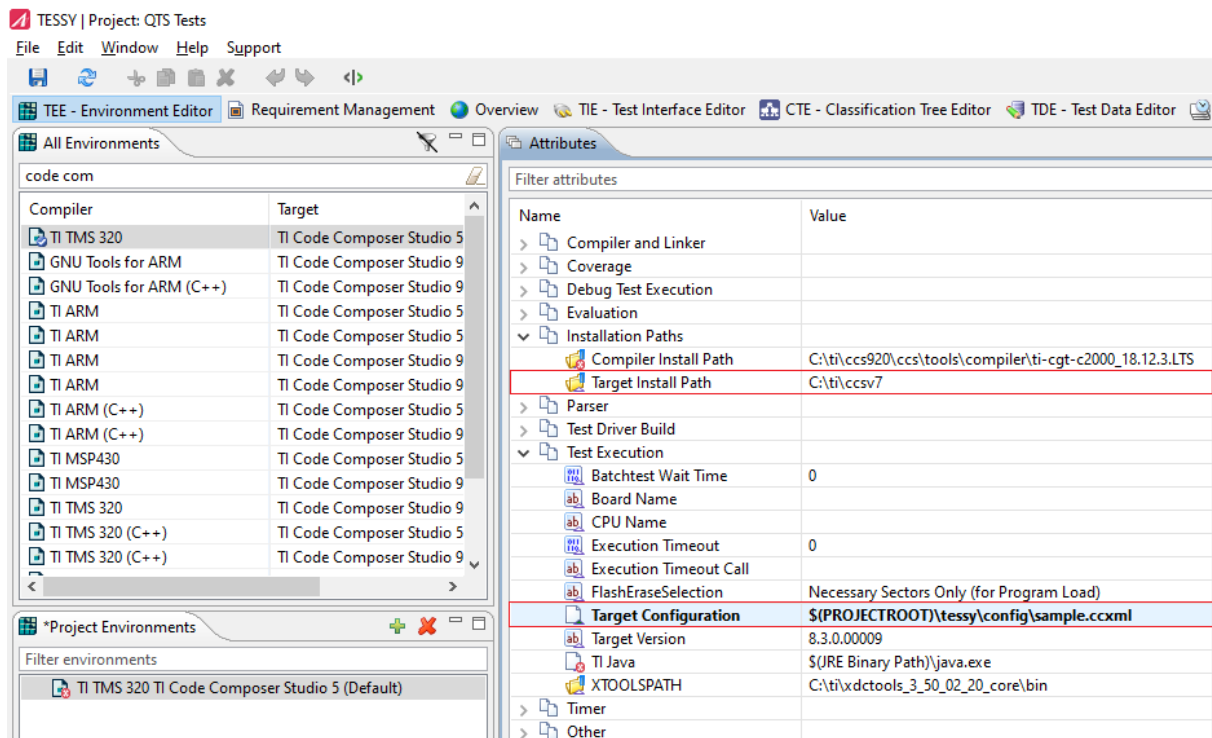 TESSY | Project: QTS Tests
File Edit Window Help Support
TEE - Environment Editor Requirement Management Overview TIE - Test Interface Editor CTE - Classification Tree Editor TDE - Test Data Editor
All Environments
code com
Compiler Target
TI TMS 320 TI Code Composer Studio 5
GNU Tools for ARM TI Code Composer Studio 9
GNU Tools for ARM (C++) TI Code Composer Studio 9
TI ARM TI Code Composer Studio 5
TI ARM TI Code Composer Studio 5
TI ARM TI Code Composer Studio 9
TI ARM TI Code Composer Studio 9
TI ARM (C++) TI Code Composer Studio 5
TI ARM (C++) TI Code Composer Studio 9
TI MSP430 TI Code Composer Studio 5
TI MSP430 TI Code Composer Studio 9
TI TMS 320 TI Code Composer Studio 9
TI TMS 320 (C++) TI Code Composer Studio 5
TI TMS 320 (C++) TI Code Composer Studio 9
*Project Environments
Filter environments
TI TMS 320 TI Code Composer Studio 5 (Default)
Attributes
Filter attributes
Name Value
Compiler and Linker
Coverage
Debug Test Execution
Evaluation
Installation Paths
Compiler Install Path C:\ti\ccs920\ccs\tools\compiler\ti-cgt-c2000_18.12.3.LTS
Target Install Path C:\ti\ccsv7
Parser
Test Driver Build
Test Execution
Batchtest Wait Time 0
Board Name
CPU Name
Execution Timeout 0
Execution Timeout Call
FlashEraseSelection Necessary Sectors Only (for Program Load)
Target Configuration $(PROJECTROOT)\tessy\config\sample.ccxml
Target Version 8.3.0.00009
TI Java $(JRE Binary Path)\java.exe
XTOOLSPATH C:\ti\xdctools_3_50_02_20_core\bin
Timer
Other